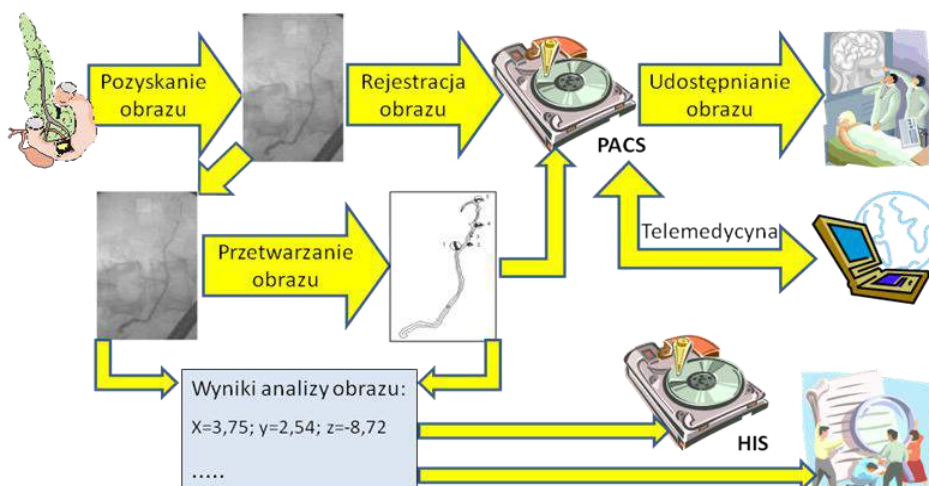 Pozyskanie
obrazu
Rejestracja
obrazu
Udostępnianie
obrazu
PACS
Przetwarzanie
obrazu
Telemedycyna
Wyniki analizy obrazu:
X=3,75; y=2,54; z=-8,72
.....
HIS